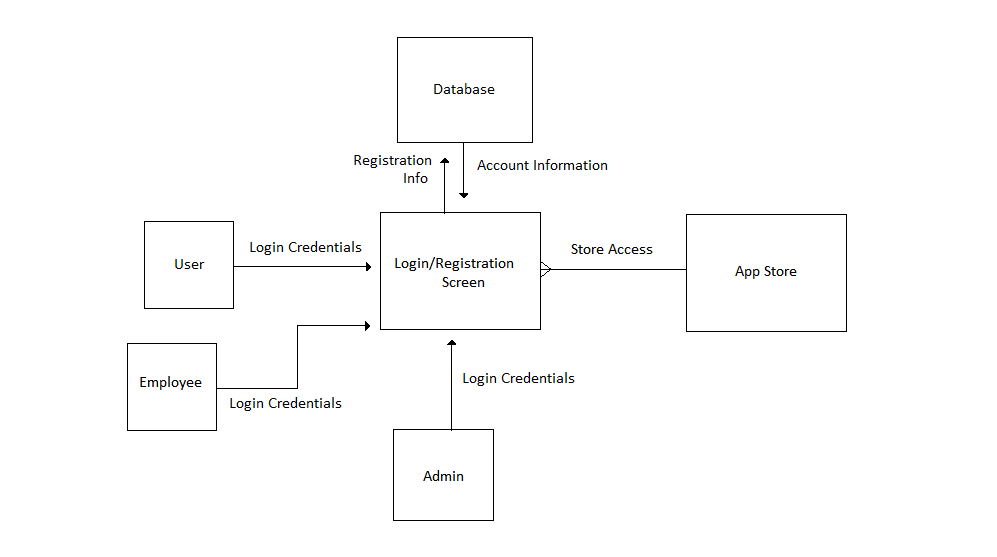 Database
Registration
Info
Account Information
User
Login Credentials
Login/Registration
Screen
Store Access
App Store
Employee
Login Credentials
Login Credentials
Admin